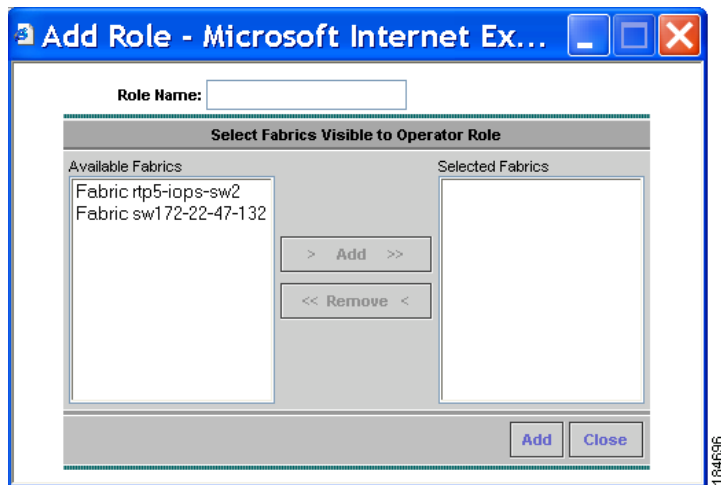 Add Role - Microsoft Internet Ex...
Role Name:
Select Fabrics Visible to Operator Role
Available Fabrics
Selected Fabrics
Fabric rtp5-iops-sw2
Fabric sw172-22-47-132
> Add >>
<< Remove <
Add
Close
184696